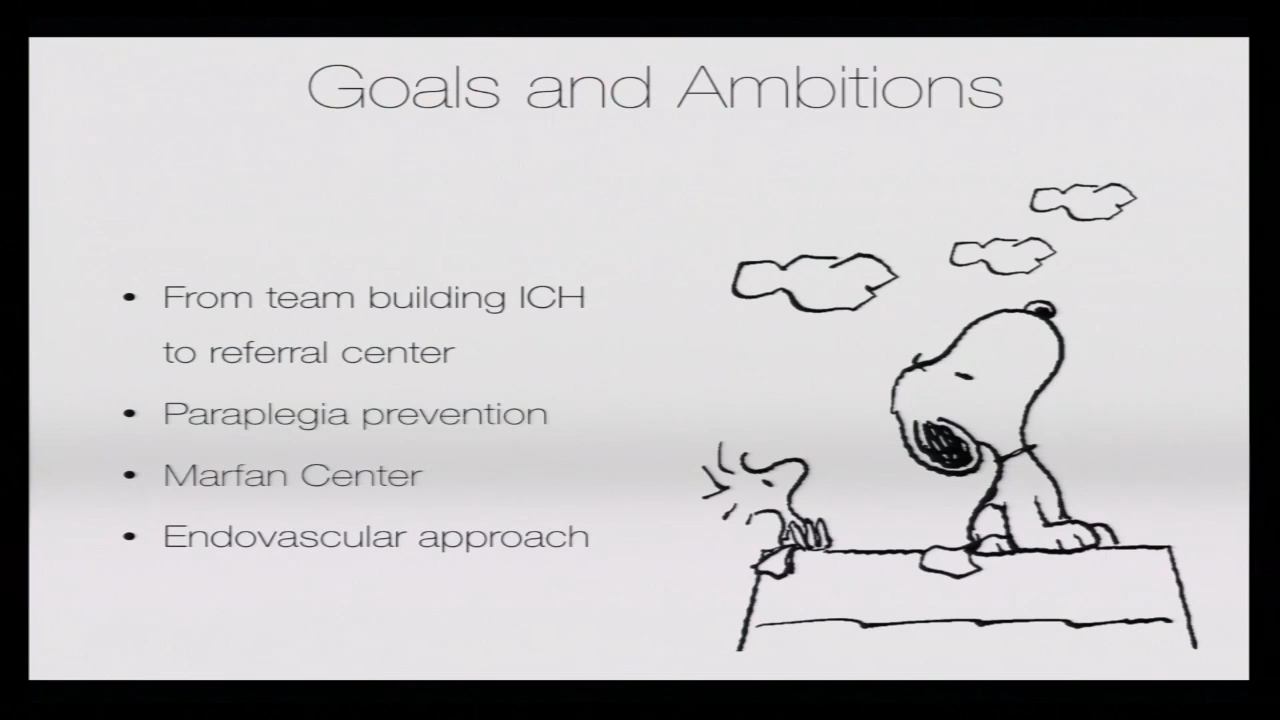 Goals and Ambitions
• From team building ICH
to referral center
• Paraplegia prevention
• Marfan Center
• Endovascular approach